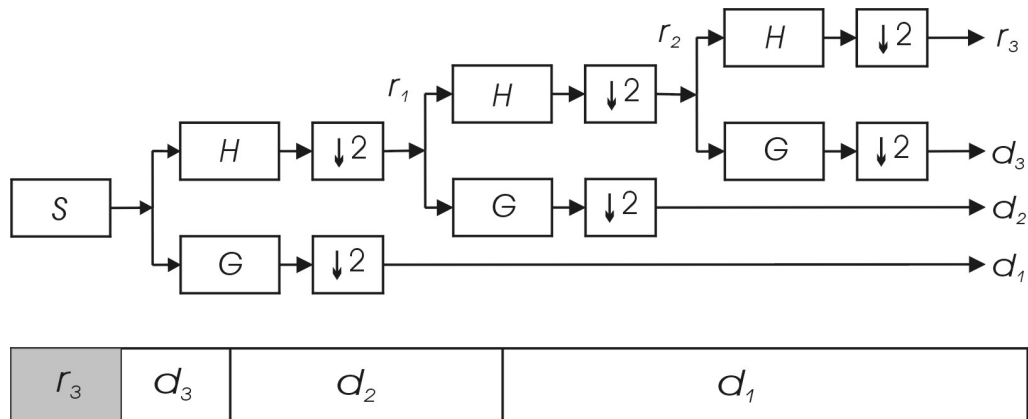 r₂ H ↓2 r₃
r₁ H ↓2
H ↓2 G ↓2 d₃
S G ↓2 d₂
G ↓2 d₁
r₃ d₃ d₂ d₁